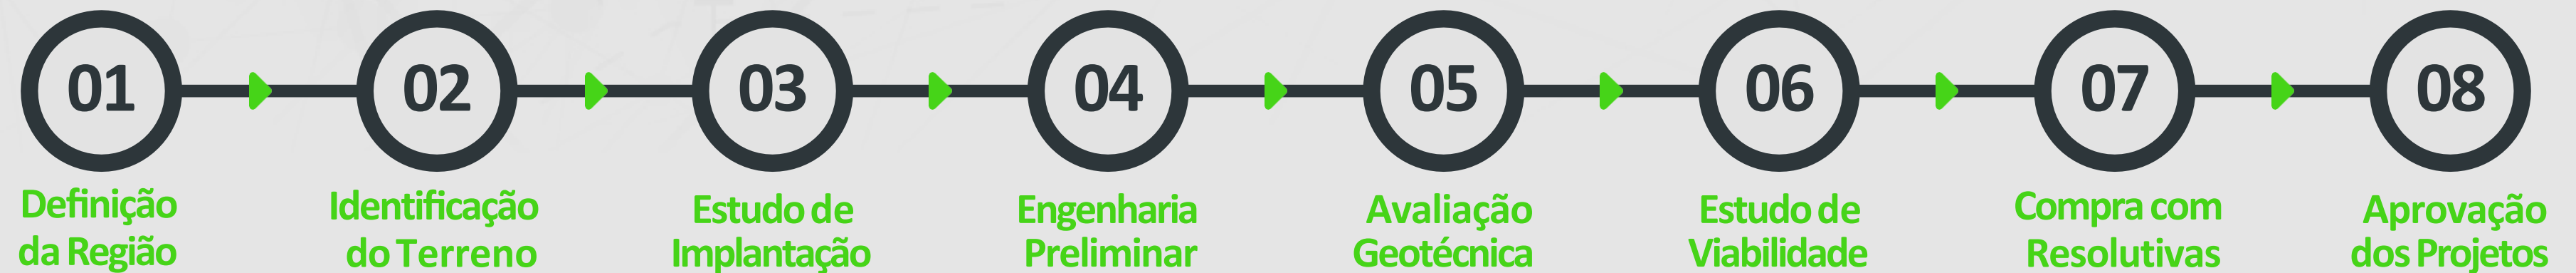 01
Definição
da Região
02
Identificação
do Terreno
03
Estudo de
Implantação
04
Engenharia
Preliminar
05
Avaliação
Geotécnica
06
Estudo de
Viabilidade
07
Compra com
Resolutivas
08
Aprovação
dos Projetos